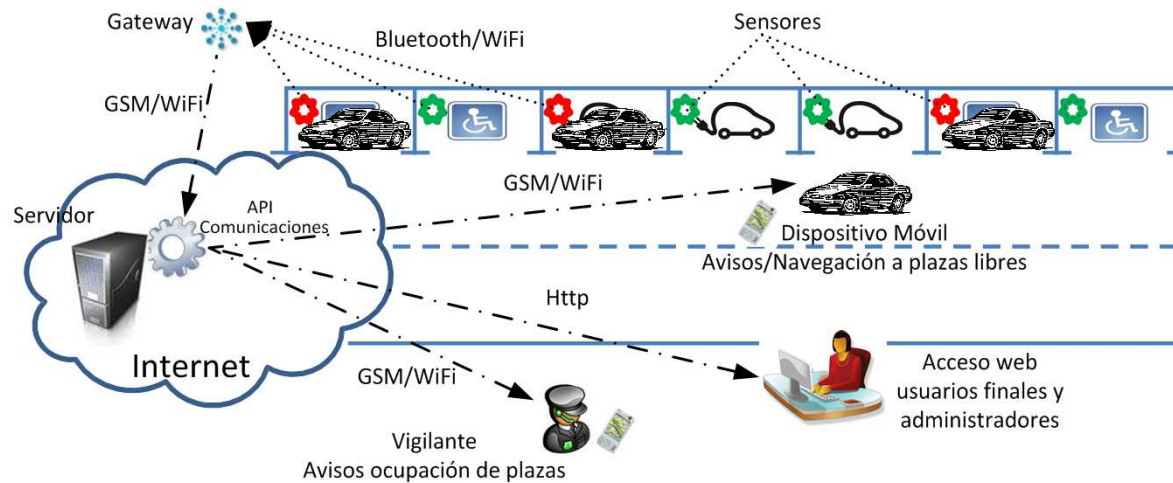 Gateway
Bluetooth/WiFi
Sensores
GSM/WiFi
Servidor
API
Comunicaciones
GSM/WiFi
Dispositivo Móvil
Avisos/Navegación a plazas libres
Http
Internet
GSM/WiFi
Acceso web
usuarios finales y
administradores
Vigilante
Avisos ocupación de plazas